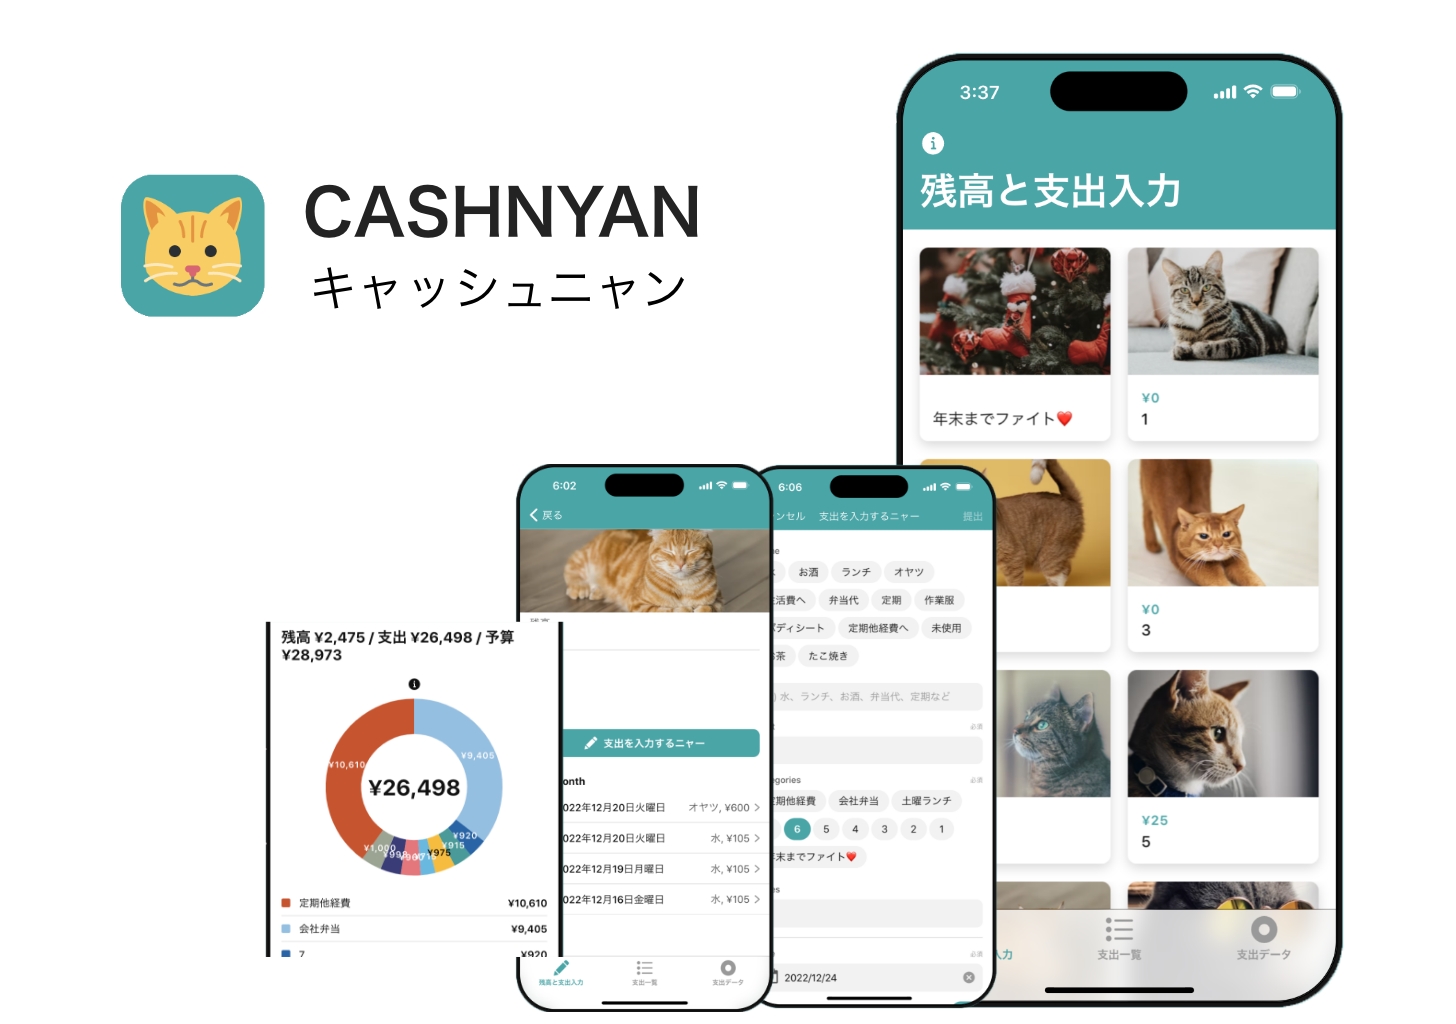 CASHNYAN
キャッシュニャン
3:37
残高と支出入力
年末までファイト❤️
¥0
1
¥0
3
¥25
5
入力
支出一覧
支出データ
6:02
戻る
支出を入力するニャー
onth
022年12月20日火曜日 オヤツ, ¥600
022年12月20日火曜日 水, ¥105
022年12月19日月曜日 水, ¥105
022年12月16日金曜日 水, ¥105
残高と支出入力
支出一覧
支出データ
6:06
ンセル 支出を入力するニャー 提出
お酒 ランチ オヤツ
活費へ 弁当代 定期 作業服
ディシート 定期他経費へ 未使用
茶 たこ焼き
水、ランチ、お酒、弁当代、定期など
必須
egories 必須
定期他経費 会社弁当 土曜ランチ
6 5 4 3 2 1
年末までファイト❤️
es
必須
2022/12/24
残高 ¥2,475 / 支出 ¥26,498 / 予算
¥28,973
¥10,610
¥9,405
¥26,498
¥920
¥915
¥975
¥1,000
定期他経費 ¥10,610
会社弁当 ¥9,405
7 ¥920